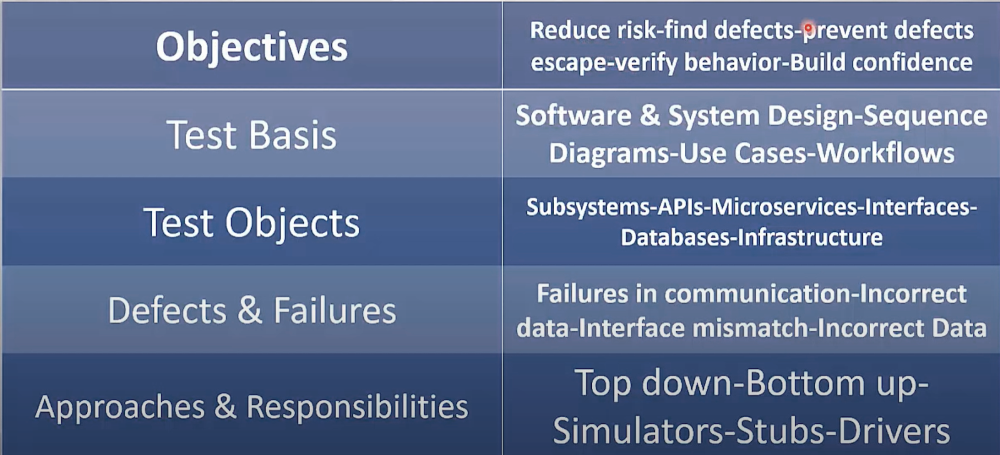 Objectives
Reduce risk-find defects-prevent defects
escape-verify behavior-Build confidence
Test Basis
Software & System Design-Sequence
Diagrams-Use Cases-Workflows
Test Objects
Subsystems-APIs-Microservices-Interfaces-
Databases-Infrastructure
Defects & Failures
Failures in communication-Incorrect
data-Interface mismatch-Incorrect Data
Approaches & Responsibilities
Top down-Bottom up-
Simulators-Stubs-Drivers